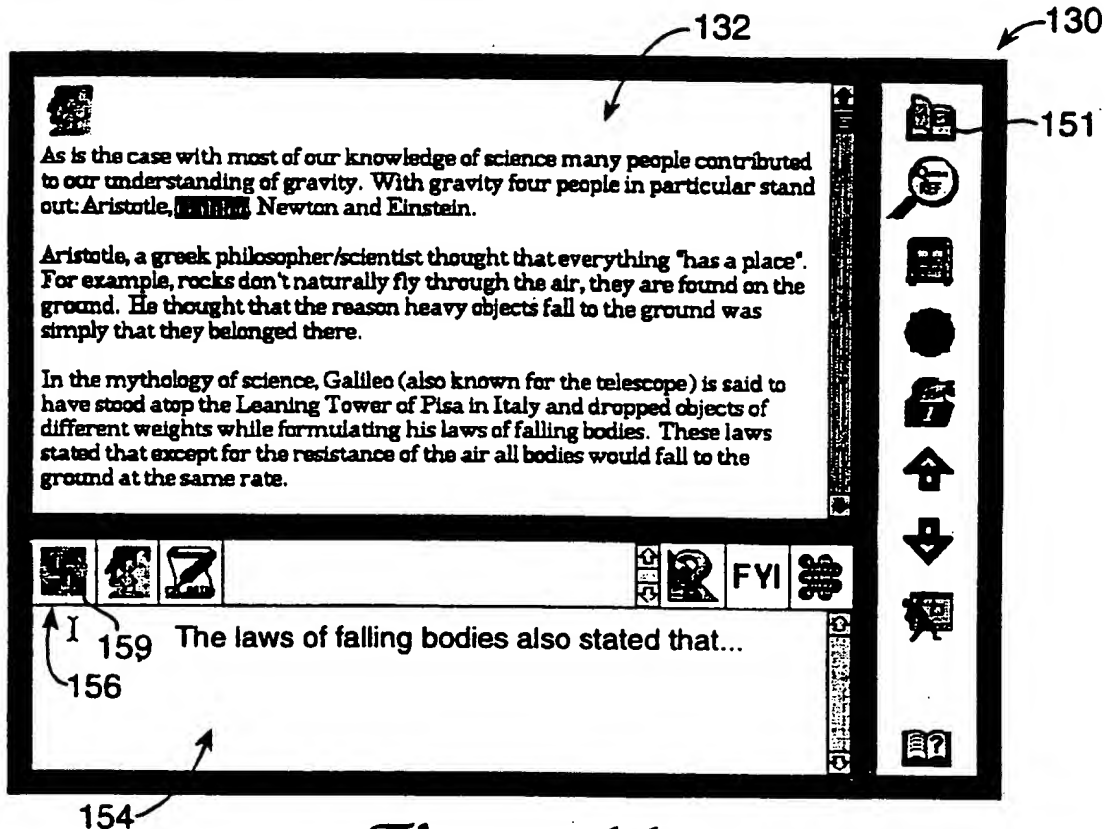 132
130
151
REF
As is the case with most of our knowledge of science many people contributed
to our understanding of gravity. With gravity four people in particular stand
out: Aristotle, Newton and Einstein.
Aristotle, a greek philosopher/scientist thought that everything "has a place".
For example, rocks don't naturally fly through the air, they are found on the
ground. He thought that the reason heavy objects fall to the ground was
simply that they belonged there.
In the mythology of science, Galileo (also known for the telescope) is said to
have stood atop the Leaning Tower of Pisa in Italy and dropped objects of
different weights while formulating his laws of falling bodies. These laws
stated that except for the resistance of the air all bodies would fall to the
ground at the same rate.
FYI
159
The laws of falling bodies also stated that...
156
154
?